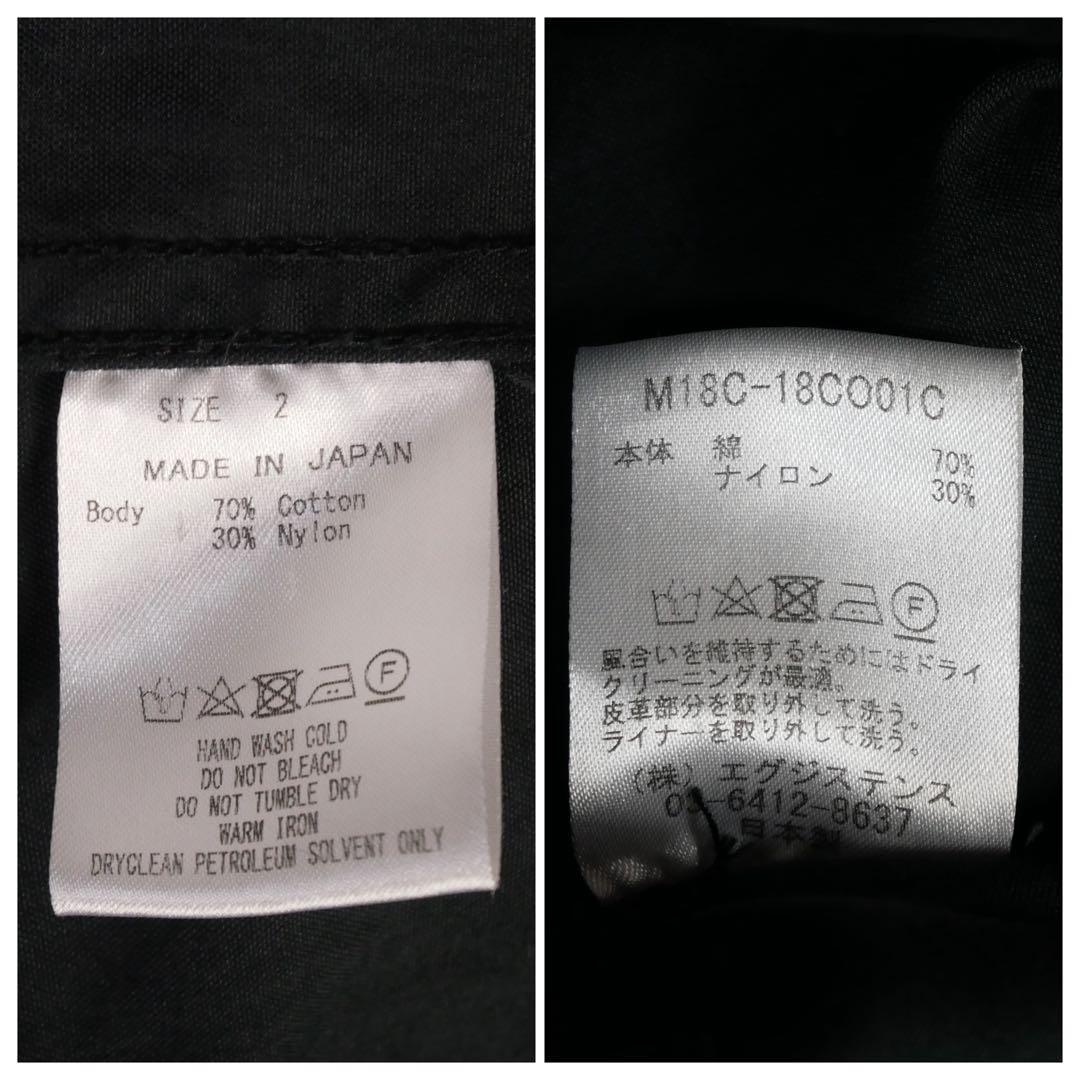 SIZE 2
MADE IN JAPAN
Body 70% Cotton
30% Nylon
F
HAND WASH COLD
DO NOT BLEACH
DO NOT TUMBLE DRY
WARM IRON
DRYCLEAN PETROLEUM SOLVENT ONLY
M18C-18CO01C
本体 綿 70%
ナイロン 30%
F
風合いを維持するためにはドライ
クリーニングが最適。
皮革部分を取り外して洗う。
ライナーを取り外して洗う。
(株) エグジステンス
03-6412-8637
日本製